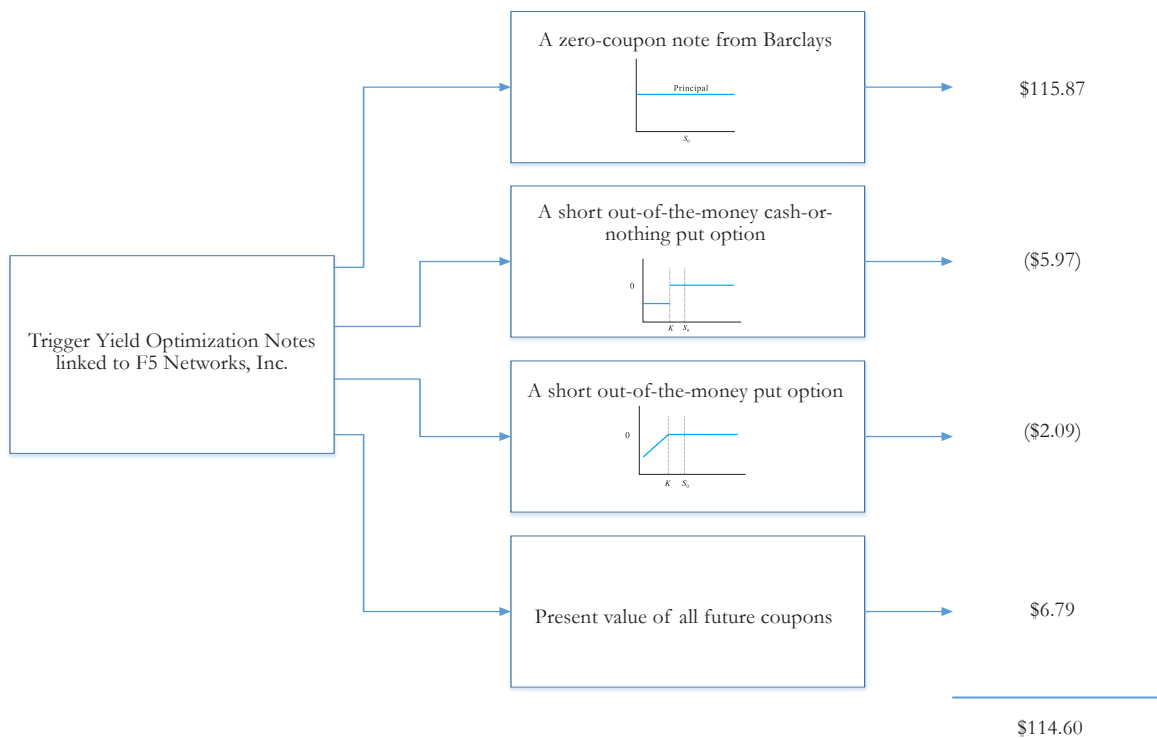 A zero-coupon note from Barclays
Principal
S0
$115.87
A short out-of-the-money cash-or-
nothing put option
0
K S0
($5.97)
Trigger Yield Optimization Notes
linked to F5 Networks, Inc.
A short out-of-the-money put option
0
K S0
($2.09)
Present value of all future coupons
$6.79
$114.60